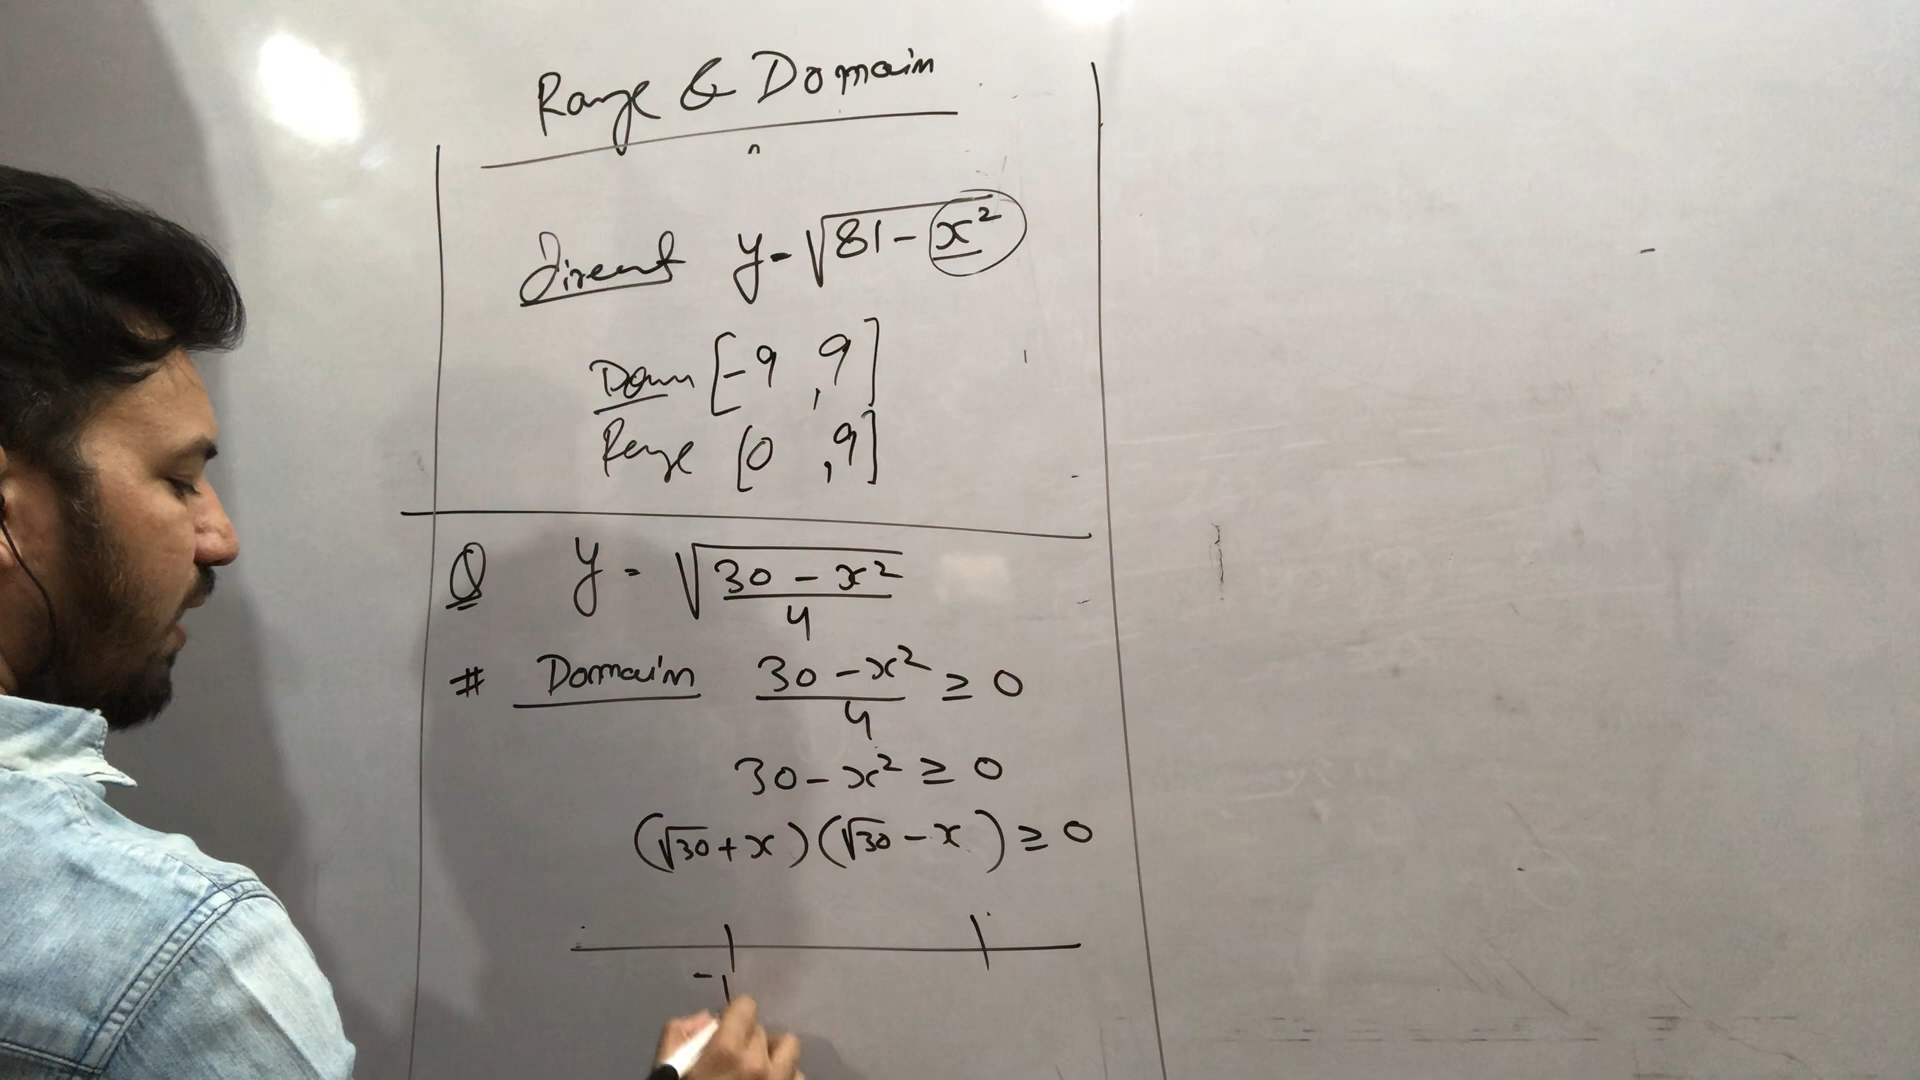 Range & Domain
direct y = √81 - x²
Dom [-9, 9]
Range [0, 9]
Q y = √(30 - x²)/4
# Domain (30 - x²)/4 ≥ 0
30 - x² ≥ 0
(√30 + x)(√30 - x) ≥ 0
-